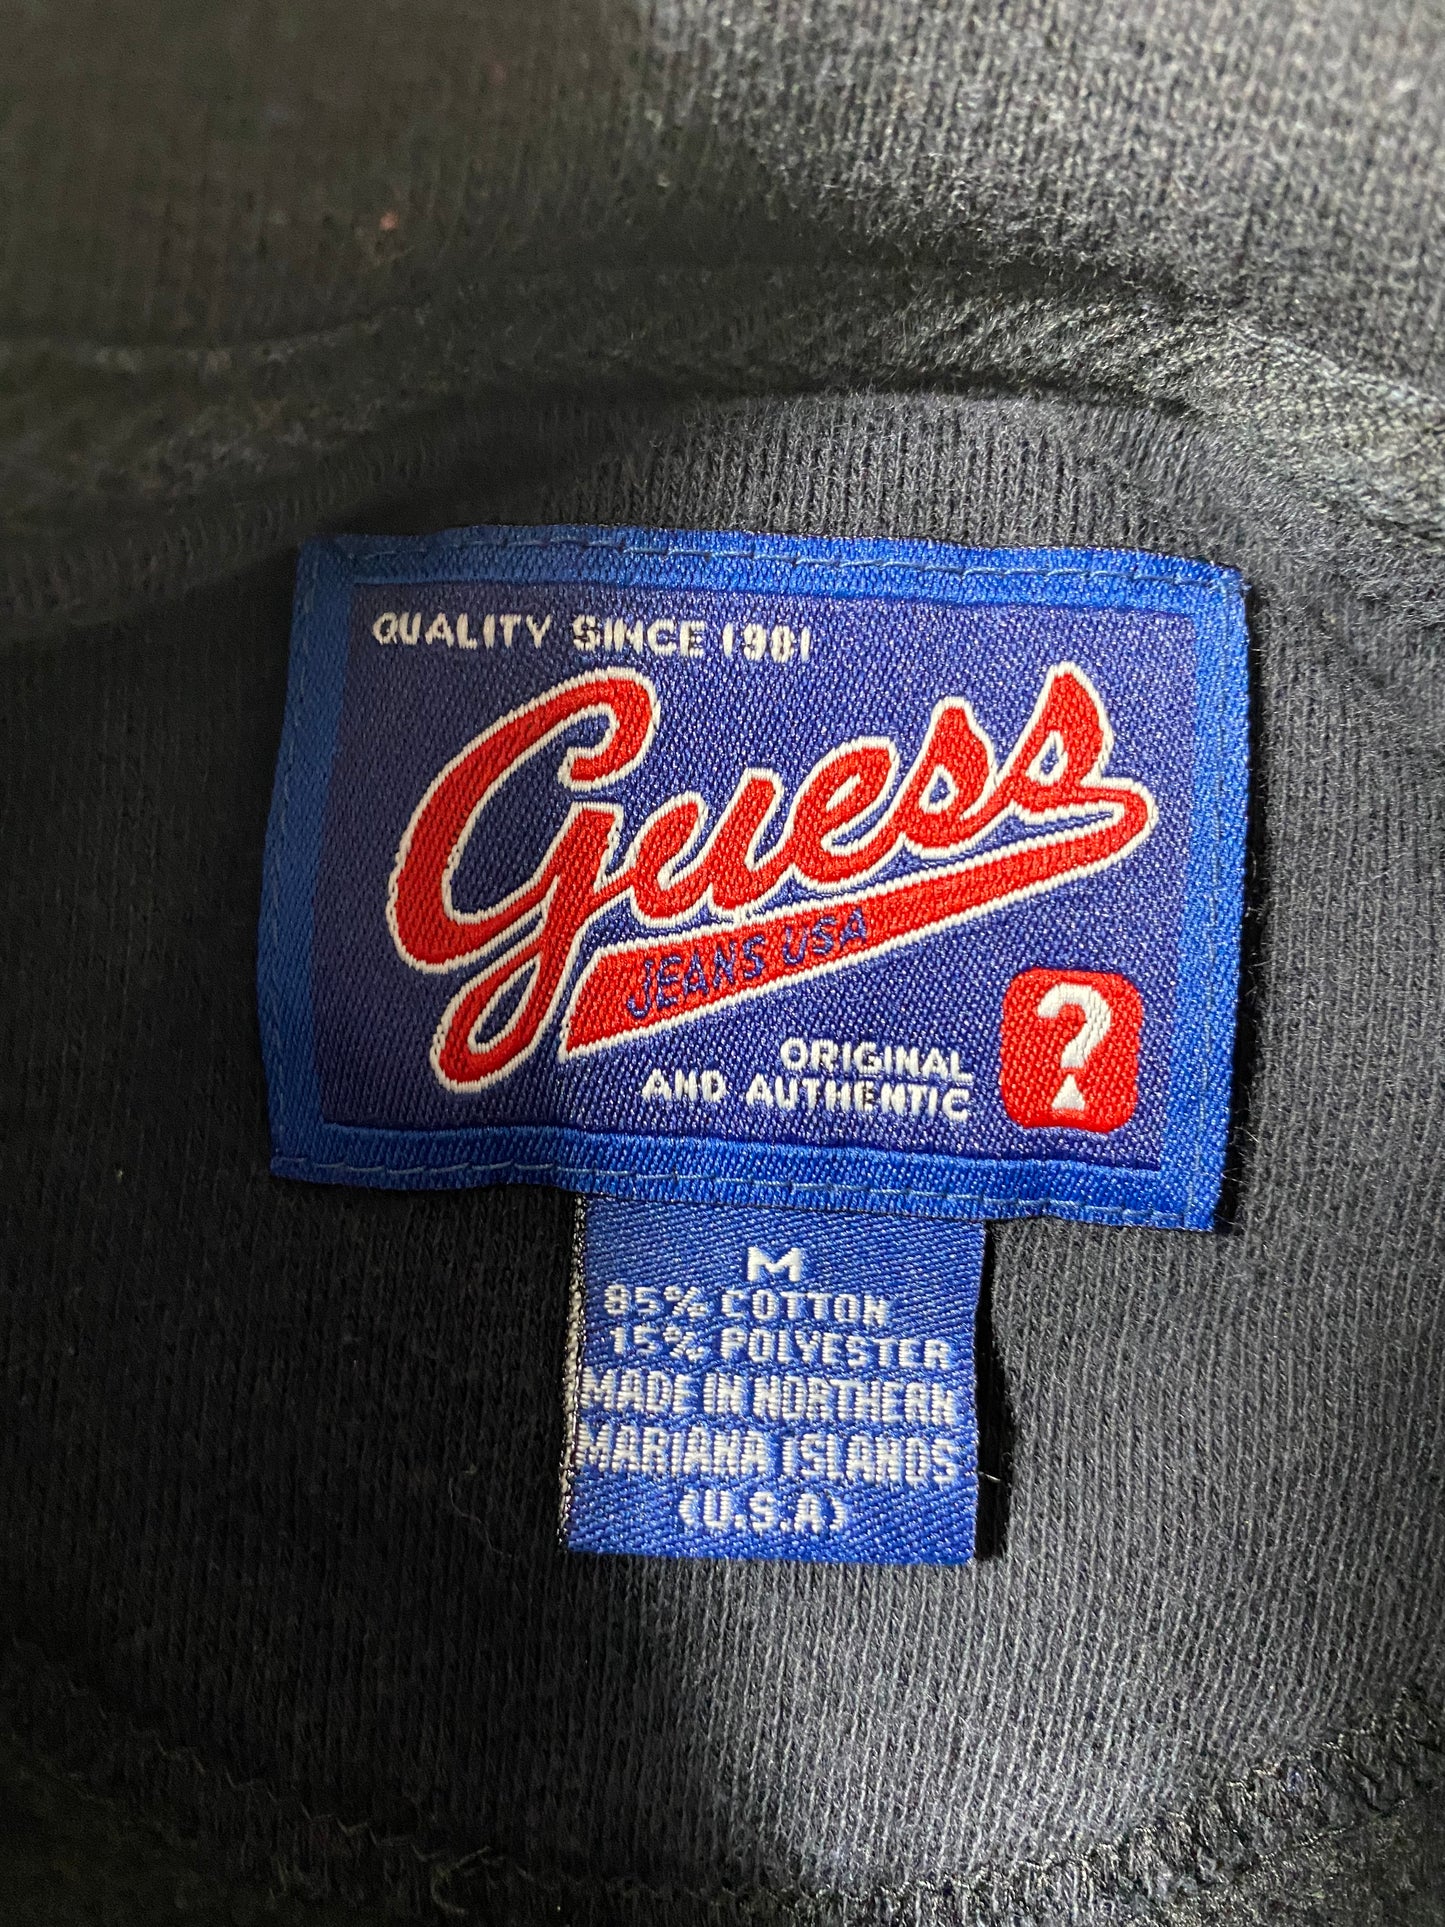 QUALITY SINCE 1981
Guess
JEANS USA
ORIGINAL
AND AUTHENTIC
?
M
85% COTTON
15% POLYESTER
MADE IN NORTHERN
MARIANA ISLANDS
(U.S.A)